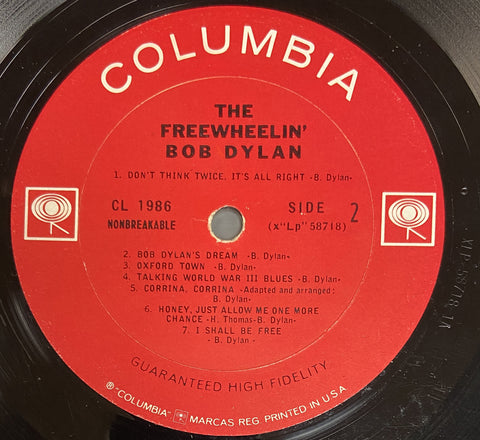 COLUMBIA
THE
FREEWHEELIN'
BOB DYLAN
1. DON'T THINK TWICE, IT'S ALL RIGHT -B. Dylan-
CL 1986
NONBREAKABLE
SIDE 2
(x"Lp"58718)
2. BOB DYLAN'S DREAM -B. Dylan-
3. OXFORD TOWN -B. Dylan-
4. TALKING WORLD WAR III BLUES -B. Dylan-
5. CORRINA, CORRINA -Adapted and arranged:
B. Dylan-
6. HONEY, JUST ALLOW ME ONE MORE
CHANCE -H. Thomas-B. Dylan-
7. I SHALL BE FREE
- B. Dylan -
GUARANTEED HIGH FIDELITY
® "COLUMBIA", MARCAS REG. PRINTED IN U.S.A.